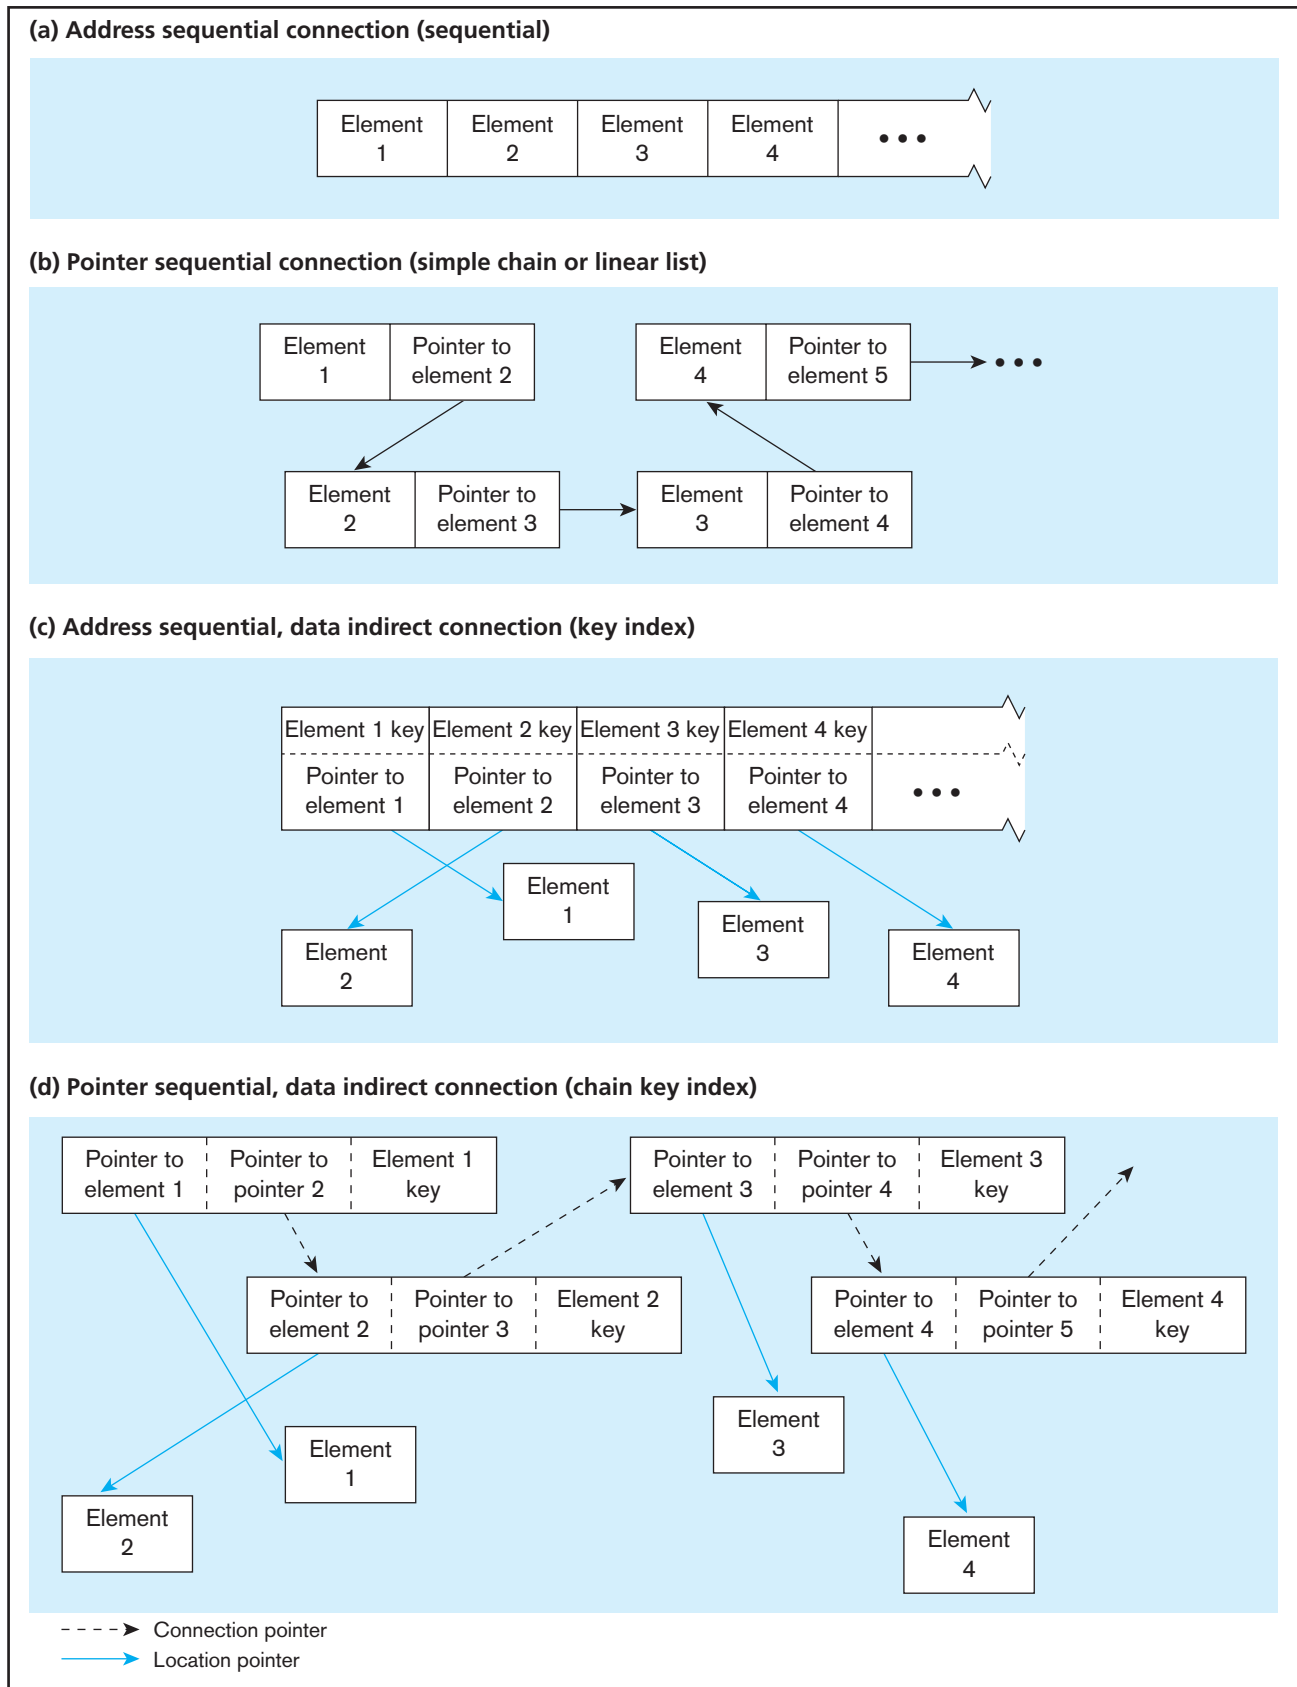 (a) Address sequential connection (sequential)
Element 1
Element 2
Element 3
Element 4
•••
(b) Pointer sequential connection (simple chain or linear list)
Element 1
Pointer to element 2
Element 4
Pointer to element 5
•••
Element 2
Pointer to element 3
Element 3
Pointer to element 4
(c) Address sequential, data indirect connection (key index)
Element 1 key
Element 2 key
Element 3 key
Element 4 key
Pointer to element 1
Pointer to element 2
Pointer to element 3
Pointer to element 4
•••
Element 1
Element 3
Element 2
Element 4
(d) Pointer sequential, data indirect connection (chain key index)
Pointer to element 1
Pointer to pointer 2
Element 1 key
Pointer to element 3
Pointer to pointer 4
Element 3 key
Pointer to element 2
Pointer to pointer 3
Element 2 key
Pointer to element 4
Pointer to pointer 5
Element 4 key
Element 3
Element 1
Element 2
Element 4
Connection pointer
Location pointer